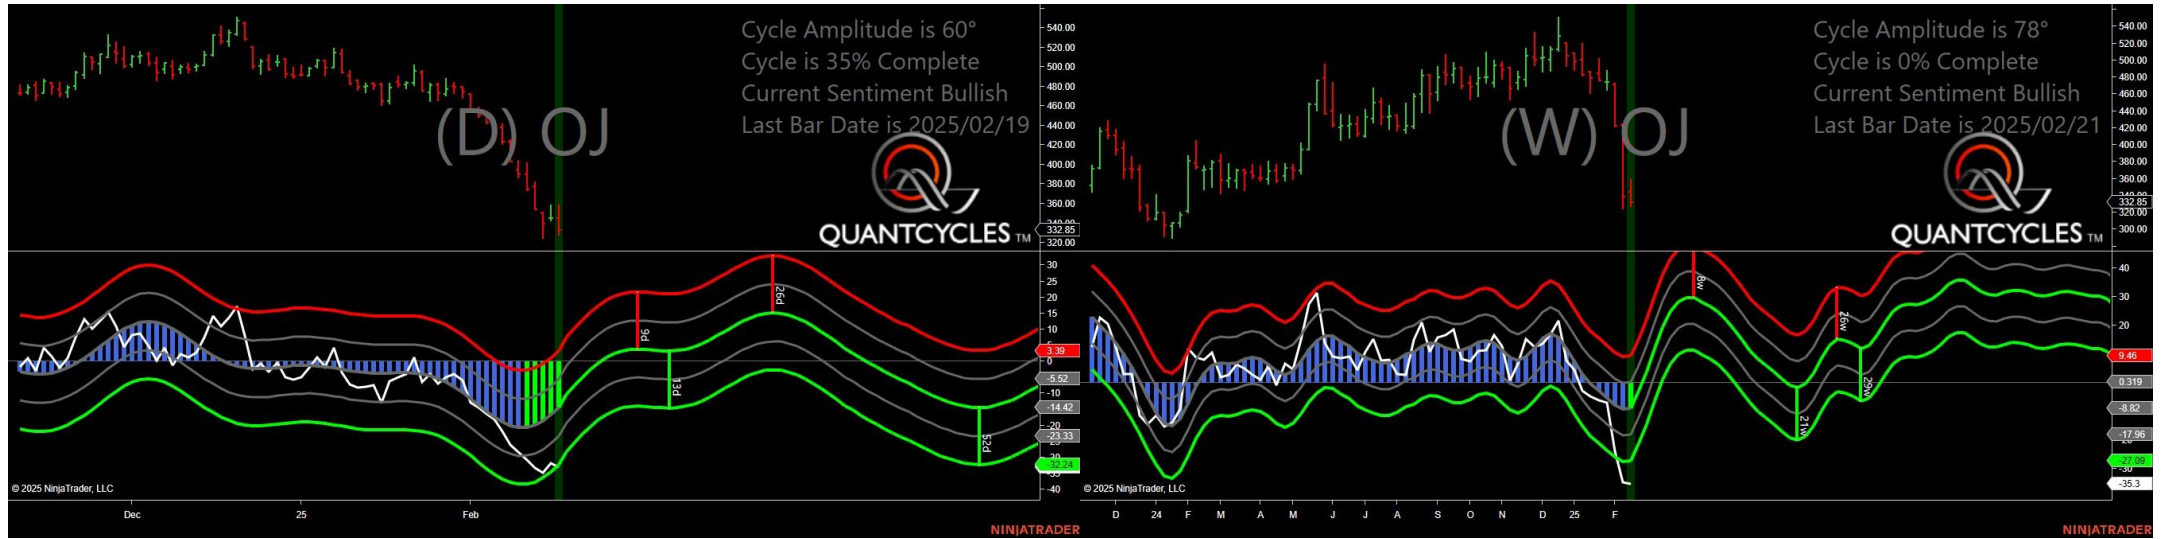 Cycle Amplitude is 60°
Cycle is 35% Complete
Current Sentiment Bullish
Last Bar Date is 2025/02/19
(D) OJ
QUANTCYCLES TM
540.00
520.00
500.00
480.00
460.00
440.00
420.00
400.00
380.00
360.00
340.00
332.85
320.00
30
25
20
15
10
3.39
0
-5.52
-10
-14.42
-20
-23.33
-32.24
-40
9d
13d
26d
52d
© 2025 NinjaTrader, LLC
Dec
25
Feb
NINJATRADER
Cycle Amplitude is 78°
Cycle is 0% Complete
Current Sentiment Bullish
Last Bar Date is 2025/02/21
(W) OJ
QUANTCYCLES TM
540.00
520.00
500.00
480.00
460.00
440.00
420.00
400.00
380.00
360.00
340.00
332.85
320.00
300.00
40
30
20
9.46
0.319
-8.82
-17.96
-27.09
-30
-35.3
8w
21w
29w
© 2025 NinjaTrader, LLC
D
24
F
M
A
M
J
J
A
S
O
N
D
25
F
NINJATRADER